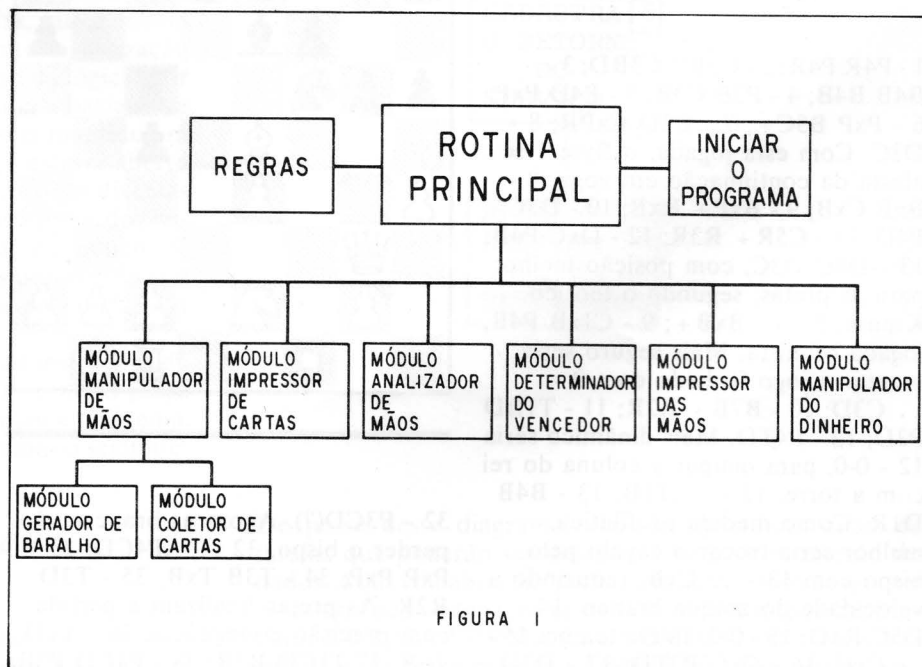 REGRAS
ROTINA
PRINCIPAL
INICIAR
O
PROGRAMA
MÓDULO
MANIPULADOR
DE
MÃOS
MÓDULO
IMPRESSOR
DE
CARTAS
MÓDULO
ANALIZADOR
DE
MÃOS
MÓDULO
DETERMINADOR
DO
VENCEDOR
MÓDULO
IMPRESSOR
DAS
MÃOS
MÓDULO
MANIPULADOR
DO
DINHEIRO
MÓDULO
GERADOR DE
BARALHO
MÓDULO
COLETOR DE
CARTAS
FIGURA I